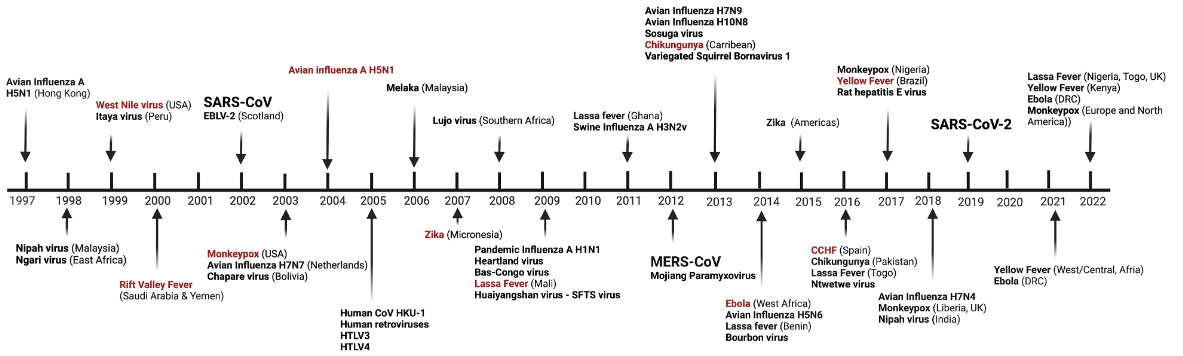 Avian Influenza A
H5N1 (Hong Kong)
West Nile virus (USA)
Itaya virus (Peru)
SARS-CoV
EBLV-2 (Scotland)
Avian influenza A H5N1
Melaka (Malaysia)
Lujo virus (Southern Africa)
Lassa fever (Ghana)
Swine Influenza A H3N2v
Avian Influenza H7N9
Avian Influenza H10N8
Sosuga virus
Chikungunya (Carribean)
Variegated Squirrel Bornavirus 1
Zika (Americas)
Monkeypox (Nigeria)
Yellow Fever (Brazil)
Rat hepatitis E virus
SARS-CoV-2
Lassa Fever (Nigeria, Togo, UK)
Yellow Fever (Kenya)
Ebola (DRC)
Monkeypox (Europe and North
America))
1997 1998 1999 2000 2001 2002 2003 2004 2005 2006 2007 2008 2009 2010 2011 2012 2013 2014 2015 2016 2017 2018 2019 2020 2021 2022
Nipah virus (Malaysia)
Ngari virus (East Africa)
Rift Valley Fever
(Saudi Arabia & Yemen)
Monkeypox (USA)
Avian Influenza H7N7 (Netherlands)
Chapare virus (Bolivia)
Human CoV HKU-1
Human retroviruses
HTLV3
HTLV4
Zika (Micronesia)
Pandemic Influenza A H1N1
Heartland virus
Bas-Congo virus
Lassa Fever (Mali)
Huaiyangshan virus - SFTS virus
MERS-CoV
Mojiang Paramyxovirus
Ebola (West Africa)
Avian Influenza H5N6
Lassa fever (Benin)
Bourbon virus
CCHF (Spain)
Chikungunya (Pakistan)
Lassa Fever (Togo)
Ntwetwe virus
Avian Influenza H7N4
Monkeypox (Liberia, UK)
Nipah virus (India)
Yellow Fever (West/Central, Afria)
Ebola (DRC)